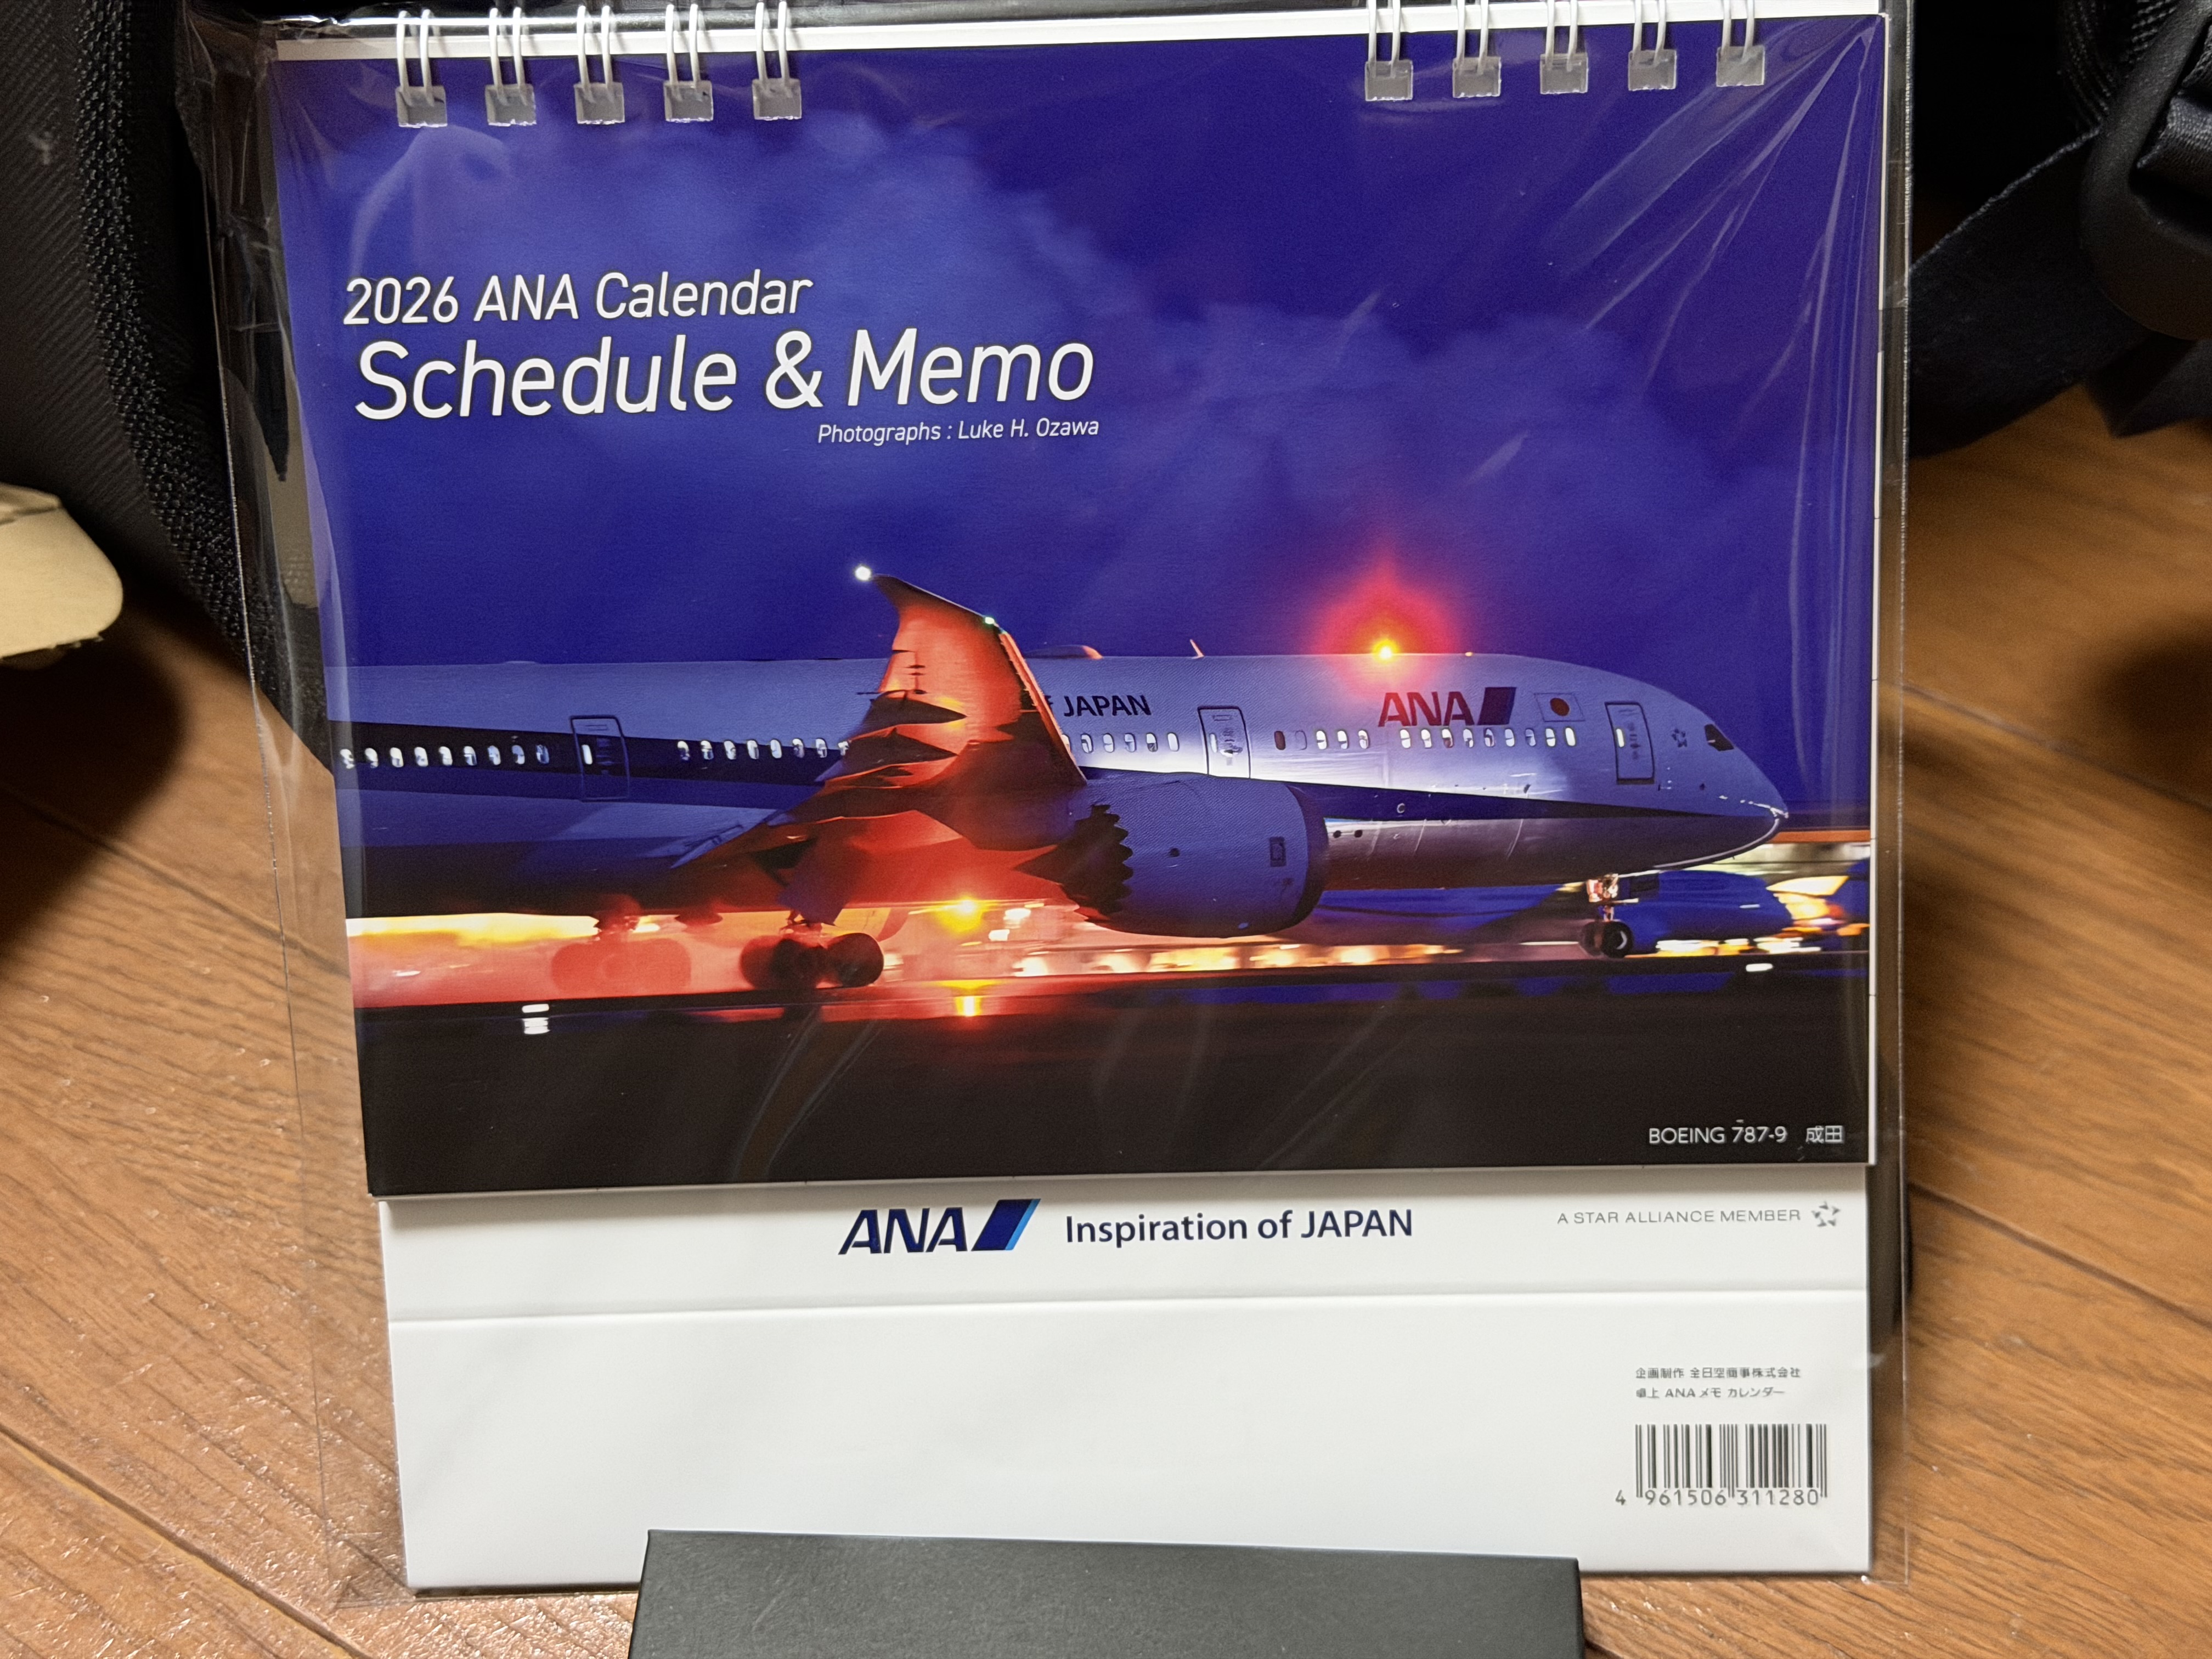 2026 ANA Calendar
Schedule & Memo
Photographs : Luke H. Ozawa
JAPAN
ANA
BOEING 787-9 成田
ANA Inspiration of JAPAN
A STAR ALLIANCE MEMBER
企画制作 全日空商事株式会社
卓上 ANAメモ カレンダー
4 961506 311280